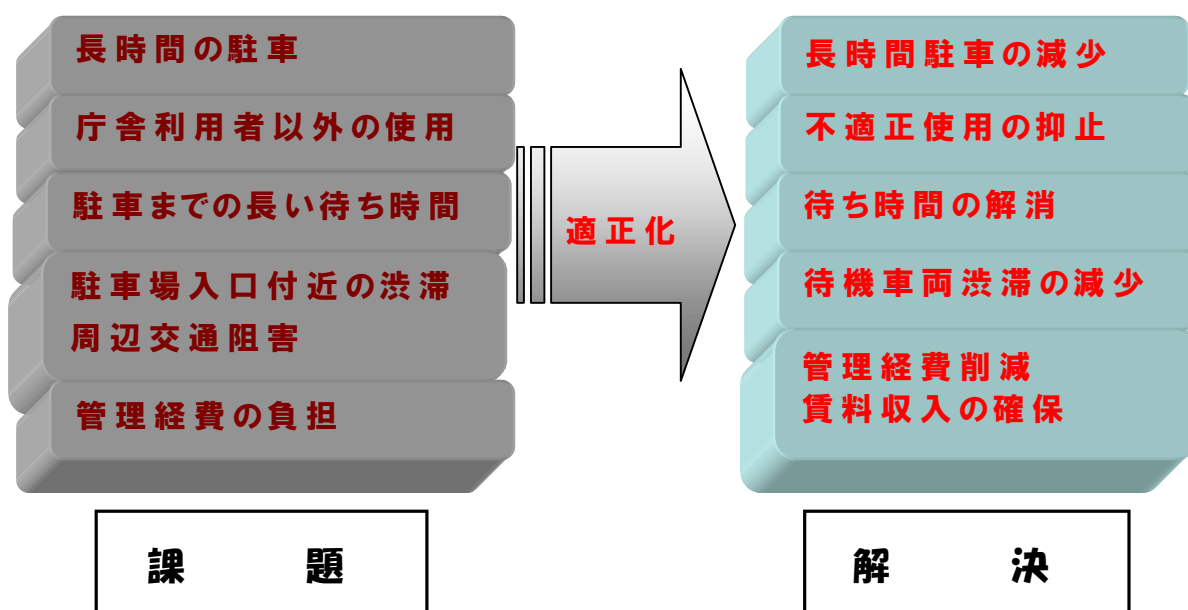 長時間の駐車
庁舎利用者以外の使用
駐車までの長い待ち時間
駐車場入口付近の渋滞
周辺交通阻害
管理経費の負担
課題
適正化
長時間駐車の減少
不適正使用の抑止
待ち時間の解消
待機車両渋滞の減少
管理経費削減
賃料収入の確保
解決